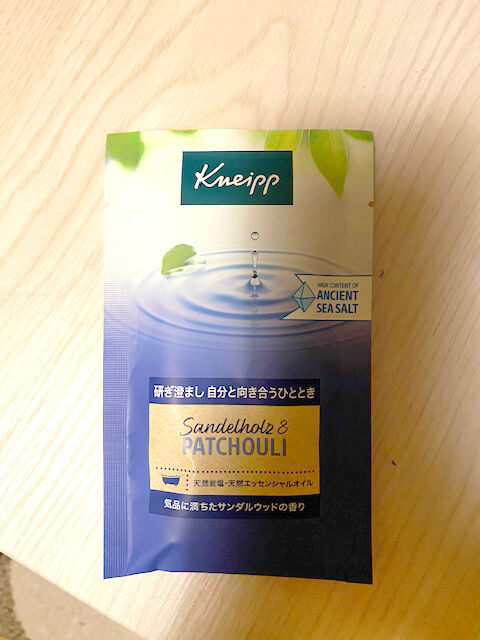 Kneipp
HIGH CONTENT OF
ANCIENT
SEA SALT
研ぎ澄まし 自分と向き合うひととき
Sandelholz &
PATCHOULI
天然岩塩・天然エッセンシャルオイル
気品に満ちたサンダルウッドの香り